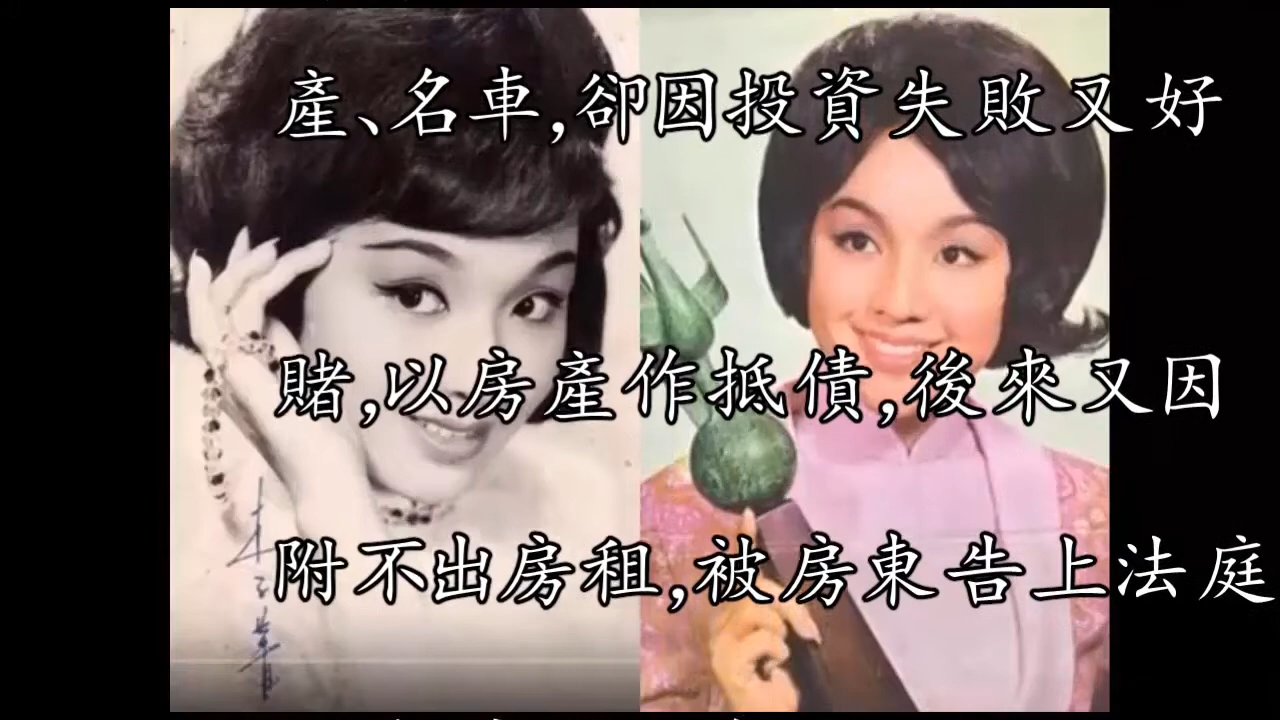 產、名車,卻因投資失敗又好
賭,以房產作抵債,後來又因
附不出房租,被房東告上法庭